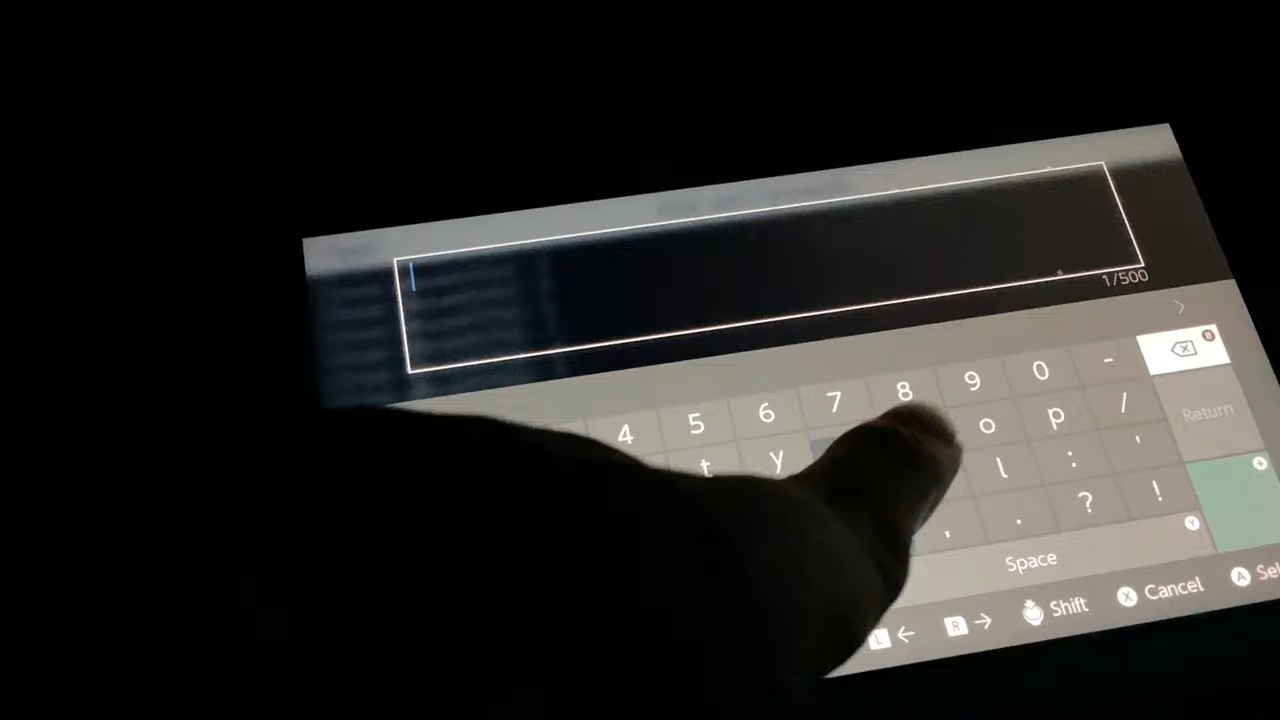 1/500
4 5 6 7 8 9 0 -
t y o p / Return
l : '
, . ? !
Space
L ← R → Shift X Cancel A